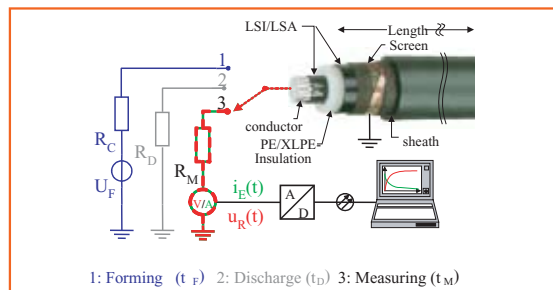 LSI/LSA
Length
Screen
1
2
3
conductor
PE/XLPE
Insulation
sheath
R_C
R_D
R_M
U_F
V/A
i_E(t)
u_R(t)
A
D
1: Forming (t_F) 2: Discharge (t_D) 3: Measuring (t_M)